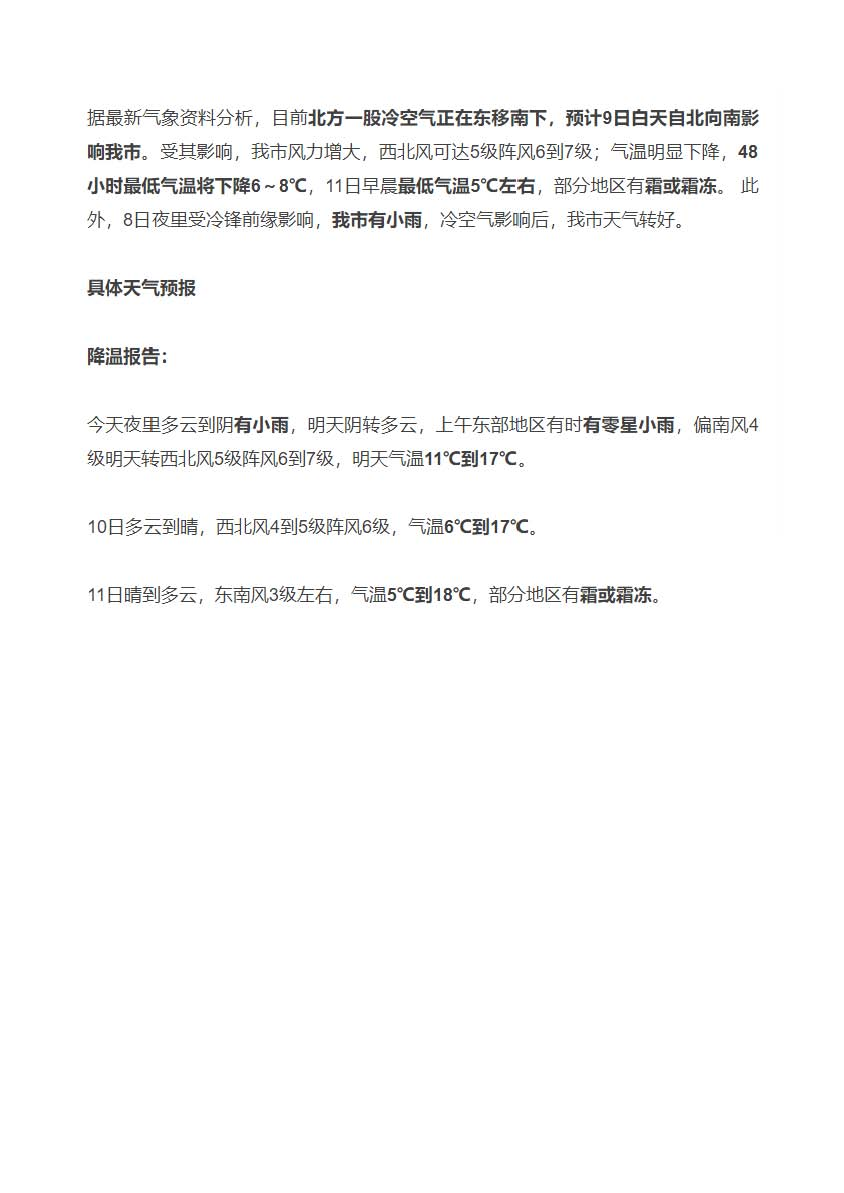 据最新气象资料分析，目前北方一股冷空气正在东移南下，预计9日白天自北向南影
响我市。受其影响，我市风力增大，西北风可达5级阵风6到7级；气温明显下降，48
小时最低气温将下降6～8℃，11日早晨最低气温5℃左右，部分地区有霜或霜冻。 此
外，8日夜里受冷锋前缘影响，我市有小雨，冷空气影响后，我市天气转好。
具体天气预报
降温报告：
今天夜里多云到阴有小雨，明天阴转多云，上午东部地区有时有零星小雨，偏南风4
级明天转西北风5级阵风6到7级，明天气温11℃到17℃。
10日多云到晴，西北风4到5级阵风6级，气温6℃到17℃。
11日晴到多云，东南风3级左右，气温5℃到18℃，部分地区有霜或霜冻。